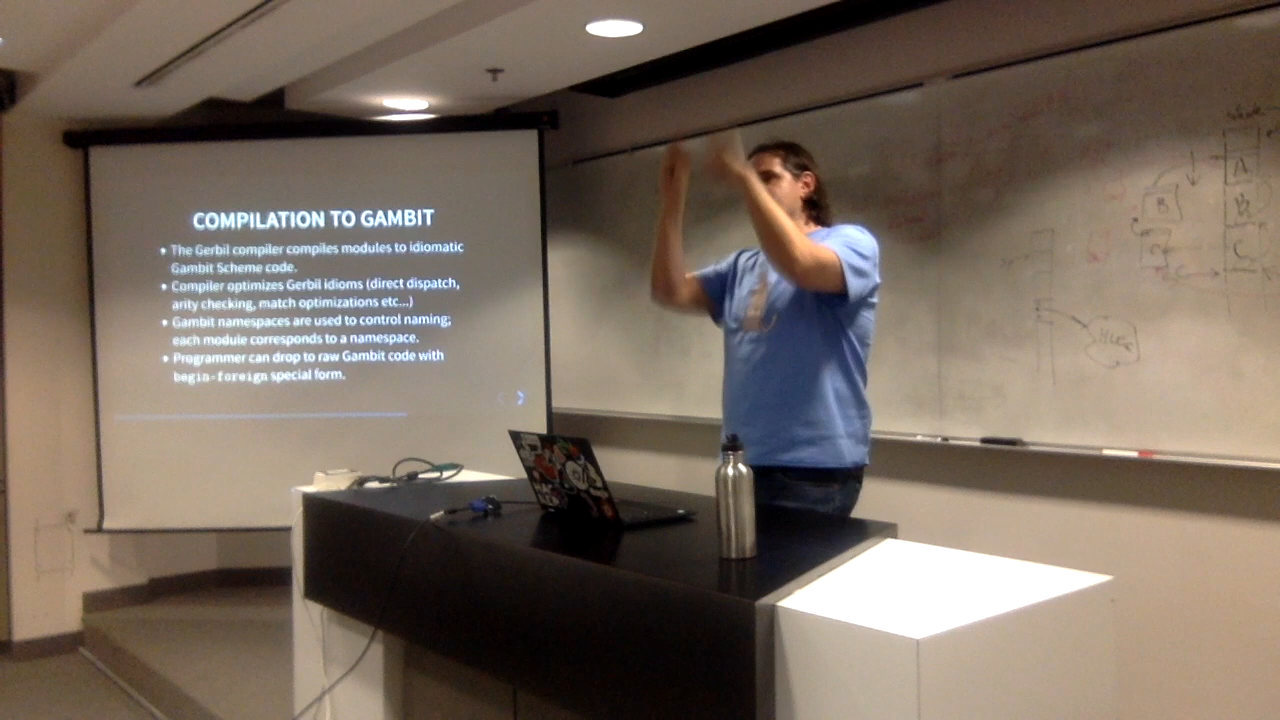 COMPILATION TO GAMBIT
• The Gerbil compiler compiles modules to idiomatic
Gambit Scheme code.
• Compiler optimizes Gerbil idioms (direct dispatch,
arity checking, match optimizations etc...)
• Gambit namespaces are used to control naming;
each module corresponds to a namespace.
• Programmer can drop to raw Gambit code with
begin-foreign special form.
A
B
B
C